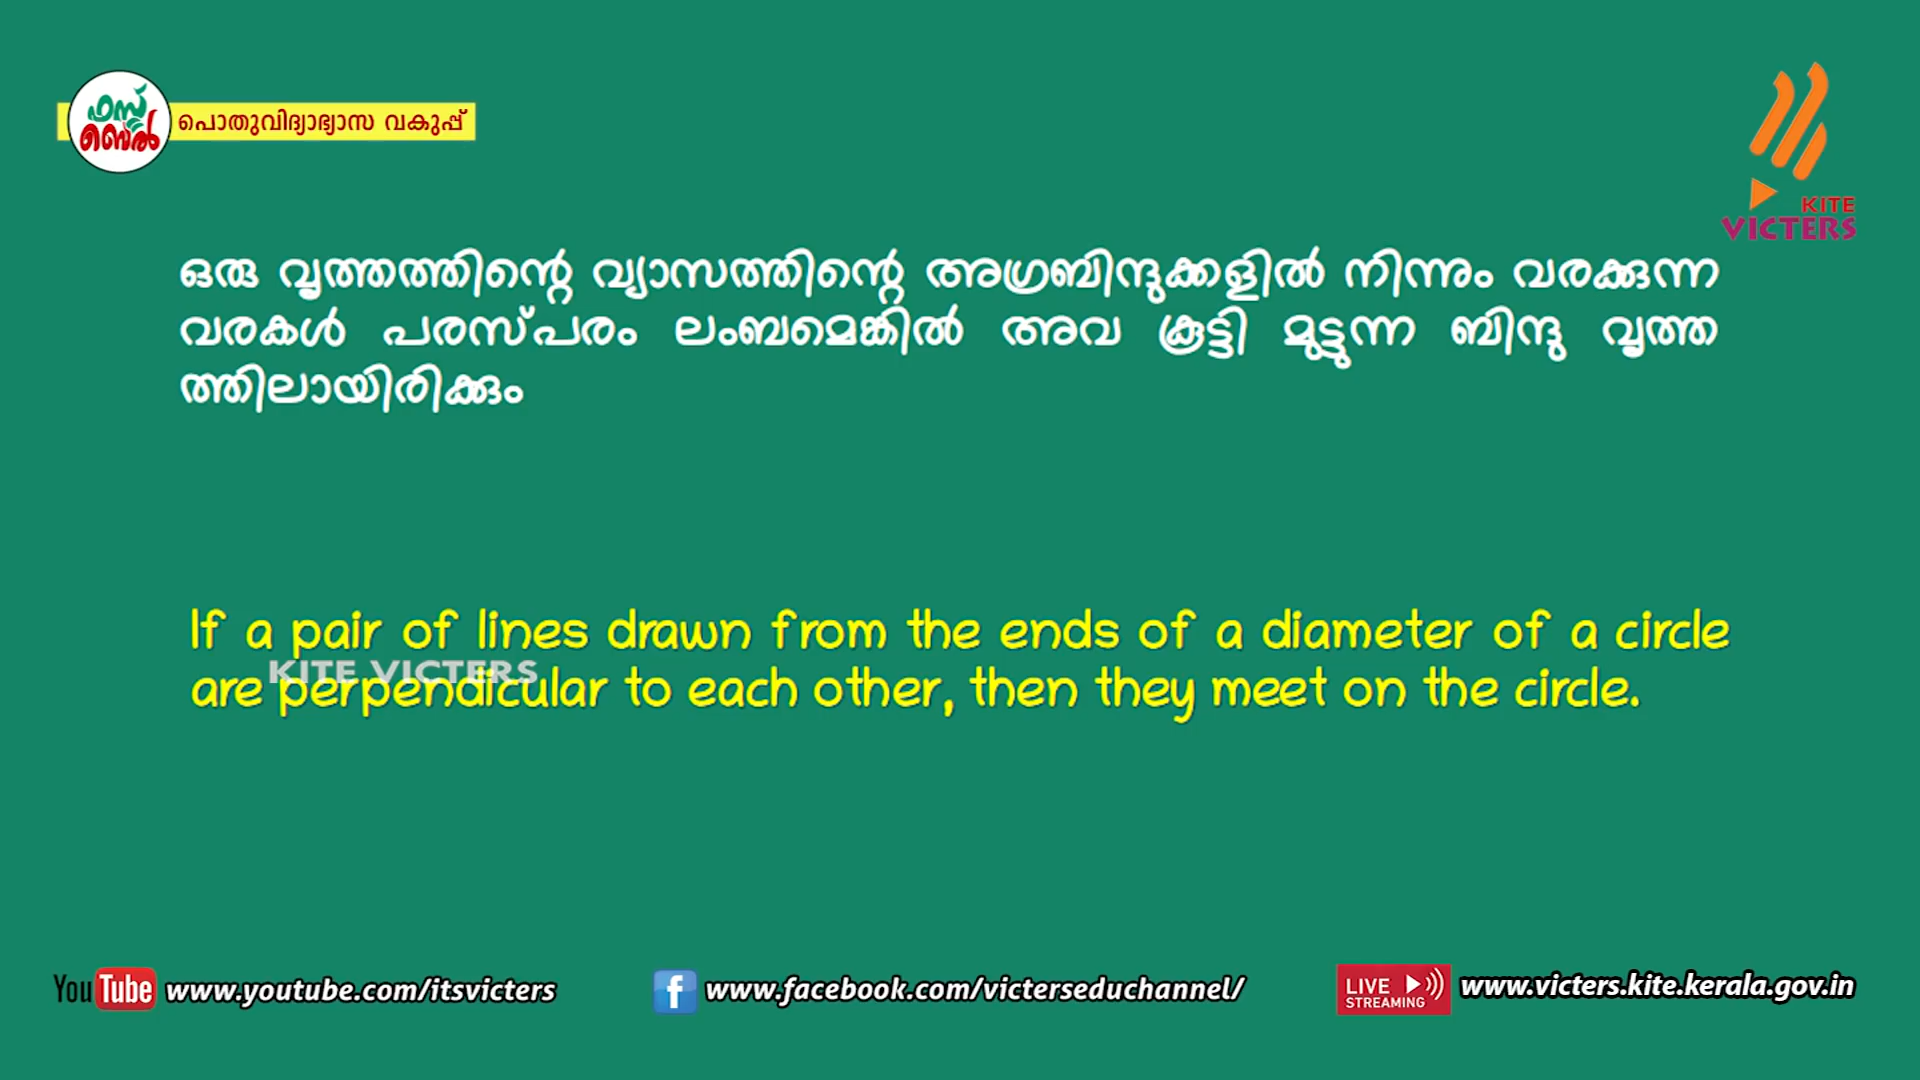 ഫസ്റ്റ്
ബെൽ
പൊതുവിദ്യാഭ്യാസ വകുപ്പ്
KITE
VICTERS
ഒരു വൃത്തത്തിന്റെ വ്യാസത്തിന്റെ അഗ്രബിന്ദുക്കളിൽ നിന്നും വരക്കുന്ന
വരകൾ പരസ്പരം ലംബമെങ്കിൽ അവ കൂട്ടി മുട്ടുന്ന ബിന്ദു വൃത്ത
ത്തിലായിരിക്കും
If a pair of lines drawn from the ends of a diameter of a circle
KITE VICTERS
are perpendicular to each other, then they meet on the circle.
YouTube www.youtube.com/itsvicters
f www.facebook.com/victerseduchannel/
LIVE
STREAMING
www.victers.kite.kerala.gov.in